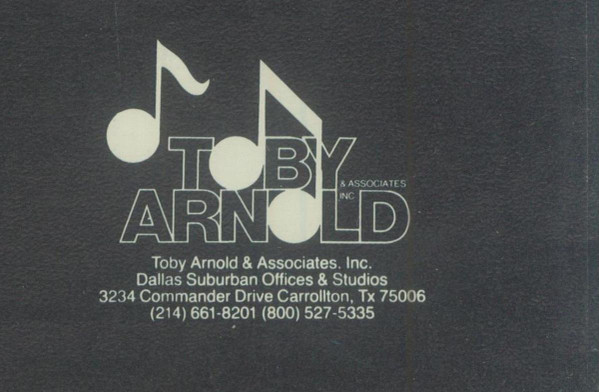 TOBY
& ASSOCIATES
INC
ARNOLD
Toby Arnold & Associates, Inc.
Dallas Suburban Offices & Studios
3234 Commander Drive Carrollton, Tx 75006
(214) 661-8201 (800) 527-5335